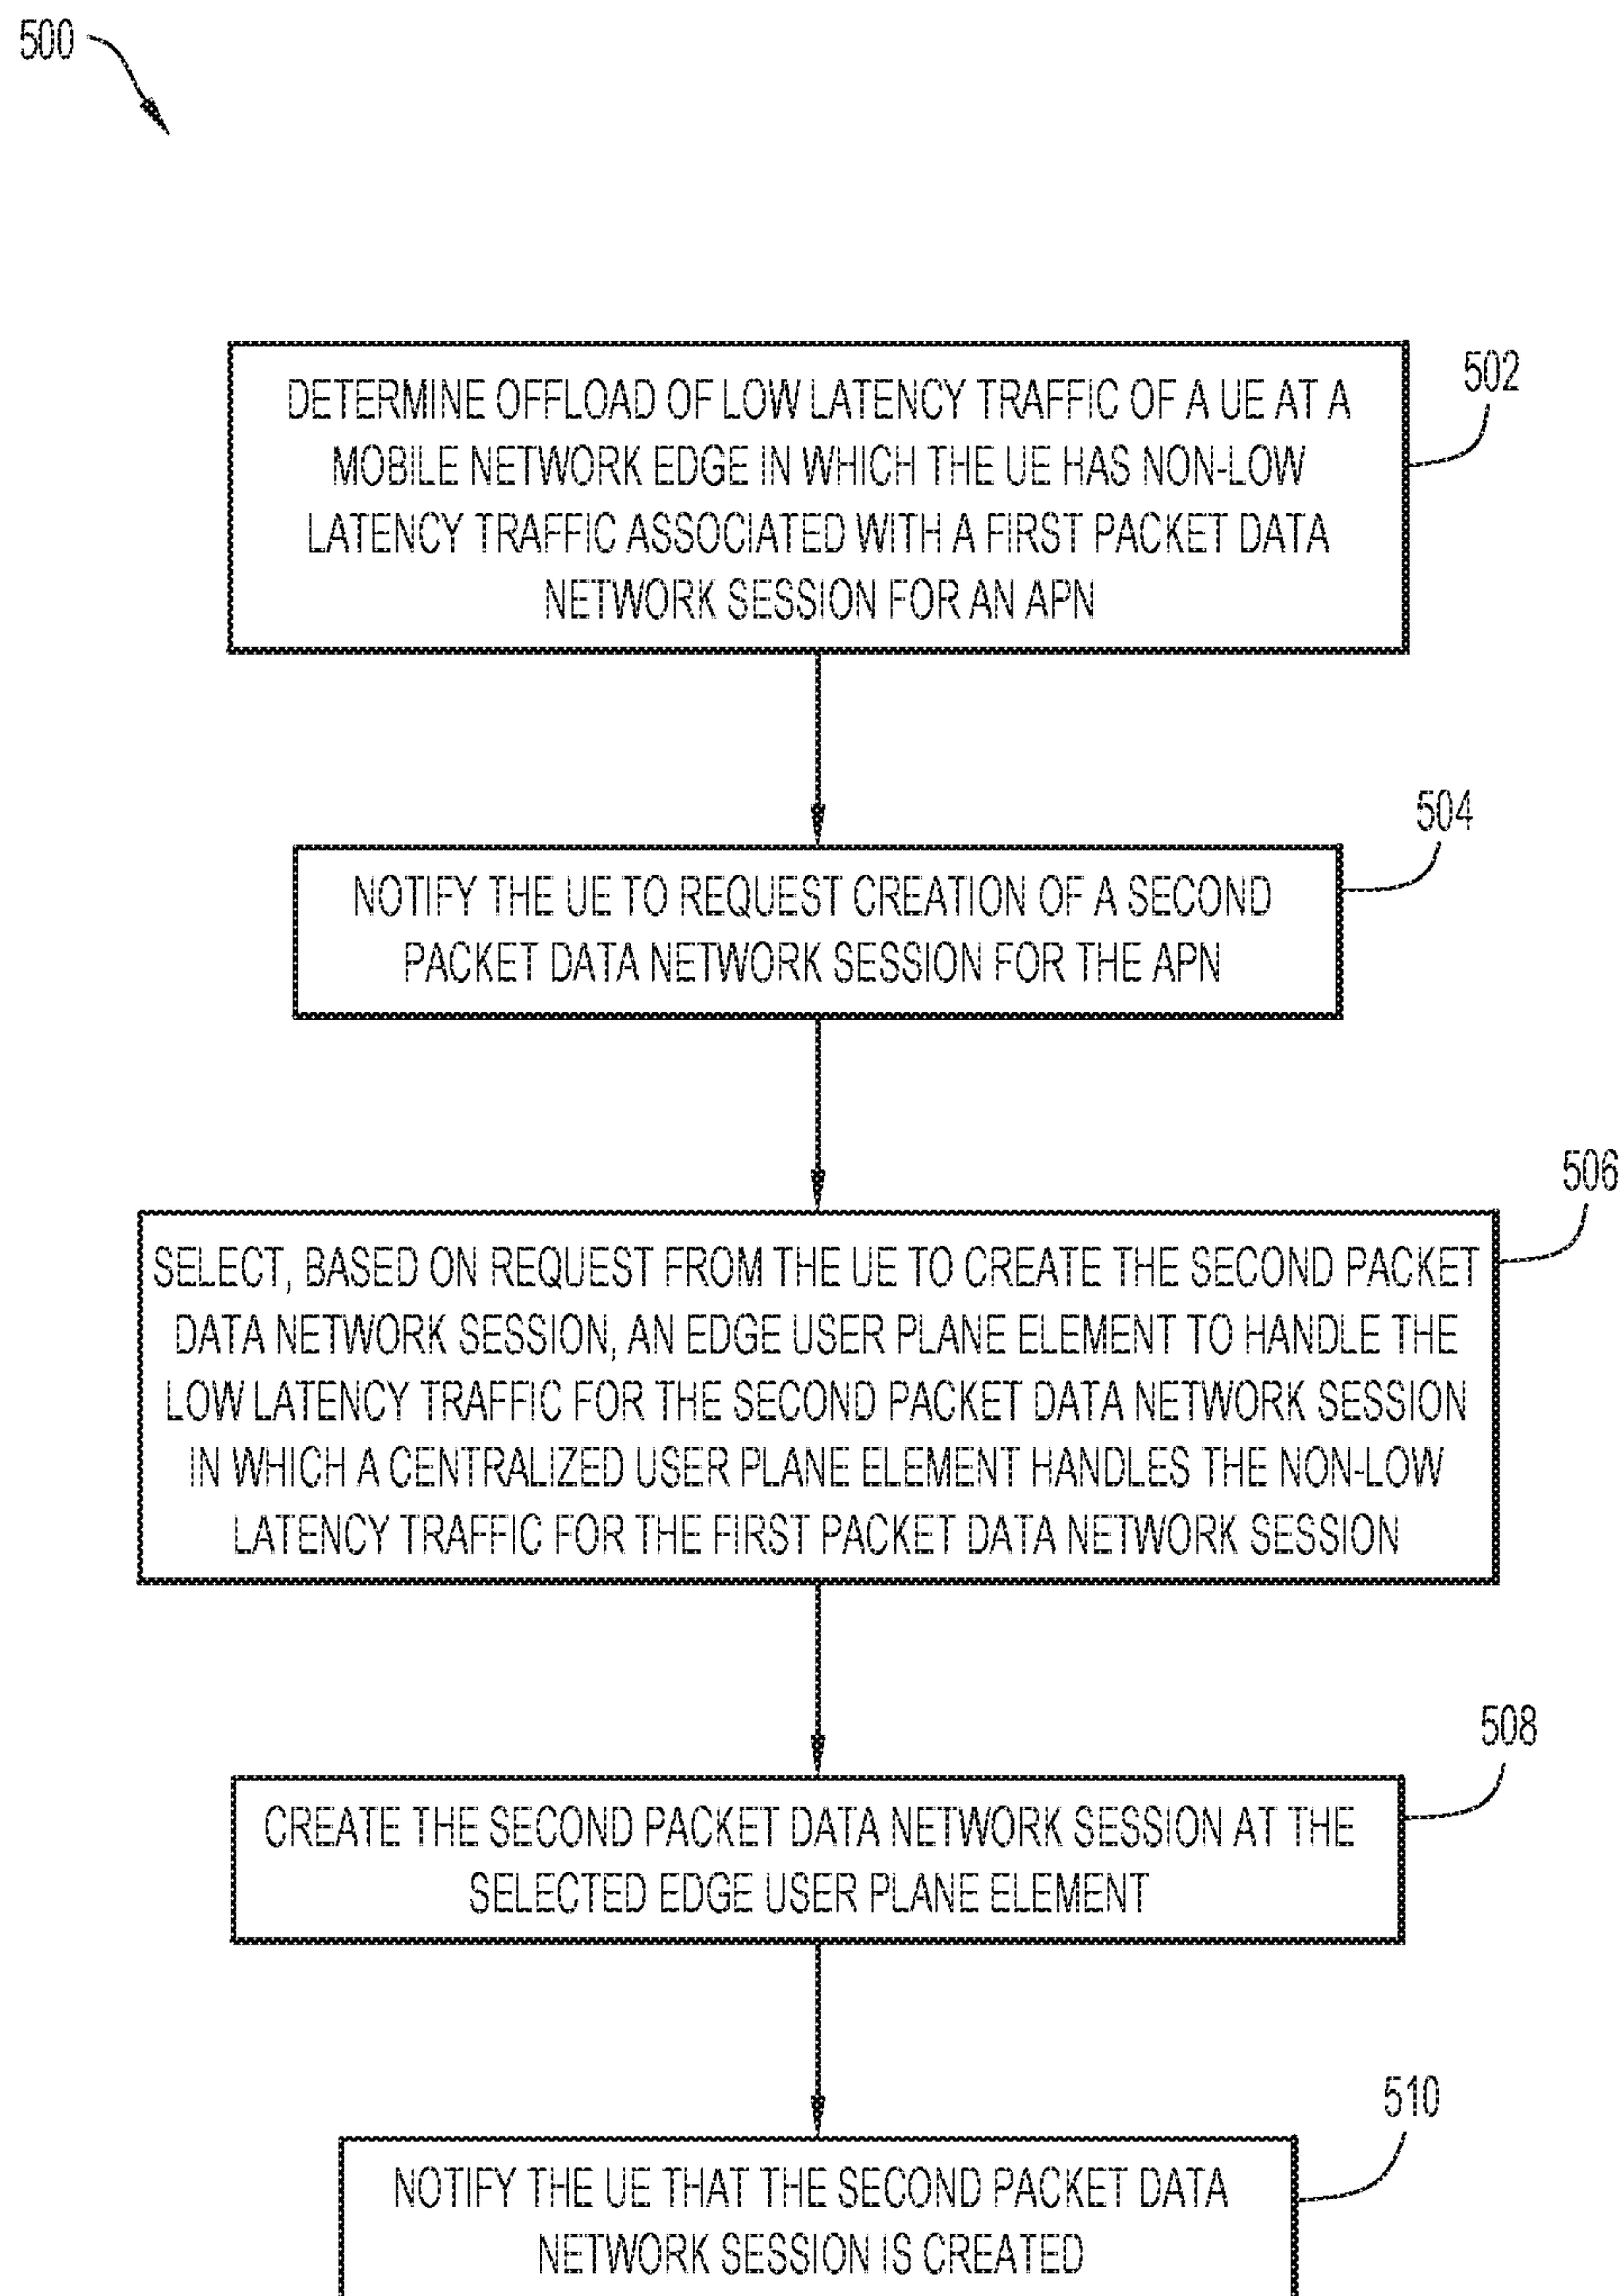 500
DETERMINE OFFLOAD OF LOW LATENCY TRAFFIC OF A UE AT A
MOBILE NETWORK EDGE IN WHICH THE UE HAS NON-LOW
LATENCY TRAFFIC ASSOCIATED WITH A FIRST PACKET DATA
NETWORK SESSION FOR AN APN
502
NOTIFY THE UE TO REQUEST CREATION OF A SECOND
PACKET DATA NETWORK SESSION FOR THE APN
504
SELECT, BASED ON REQUEST FROM THE UE TO CREATE THE SECOND PACKET
DATA NETWORK SESSION, AN EDGE USER PLANE ELEMENT TO HANDLE THE
LOW LATENCY TRAFFIC FOR THE SECOND PACKET DATA NETWORK SESSION
IN WHICH A CENTRALIZED USER PLANE ELEMENT HANDLES THE NON-LOW
LATENCY TRAFFIC FOR THE FIRST PACKET DATA NETWORK SESSION
506
CREATE THE SECOND PACKET DATA NETWORK SESSION AT THE
SELECTED EDGE USER PLANE ELEMENT
508
NOTIFY THE UE THAT THE SECOND PACKET DATA
NETWORK SESSION IS CREATED
510